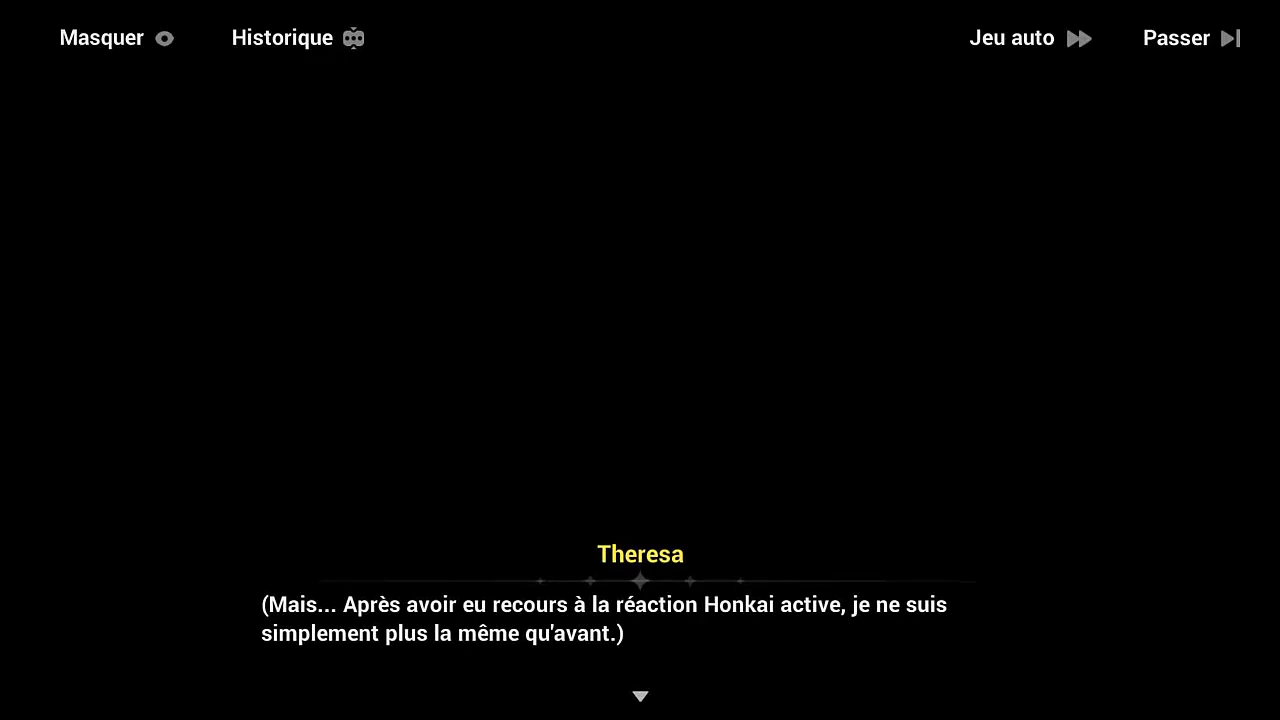 Masquer
Historique
Jeu auto
Passer
Theresa
(Mais... Après avoir eu recours à la réaction Honkai active, je ne suis
simplement plus la même qu'avant.)